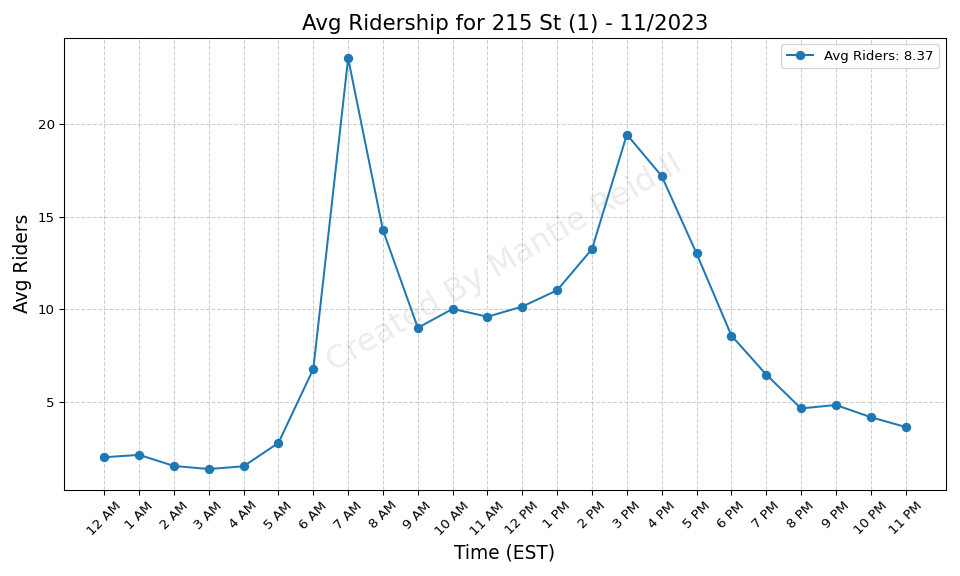 Avg Ridership for 215 St (1) - 11/2023
Avg Riders: 8.37
Avg Riders
20
15
10
5
Created By Mantle Reid II
12 AM
1 AM
2 AM
3 AM
4 AM
5 AM
6 AM
7 AM
8 AM
9 AM
10 AM
11 AM
12 PM
1 PM
2 PM
3 PM
4 PM
5 PM
6 PM
7 PM
8 PM
9 PM
10 PM
11 PM
Time (EST)